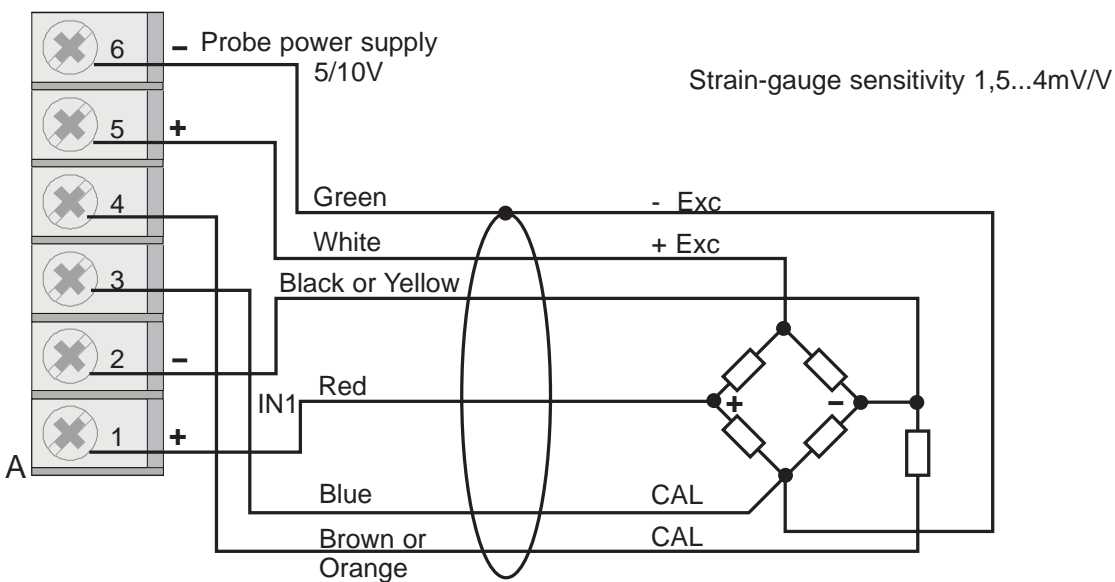 6
– Probe power supply
5/10V
Strain-gauge sensitivity 1,5...4mV/V
5
+
4
Green
- Exc
White
+ Exc
3
Black or Yellow
2
–
Red
IN1
+
–
1
+
A
Blue
CAL
Brown or
Orange
CAL